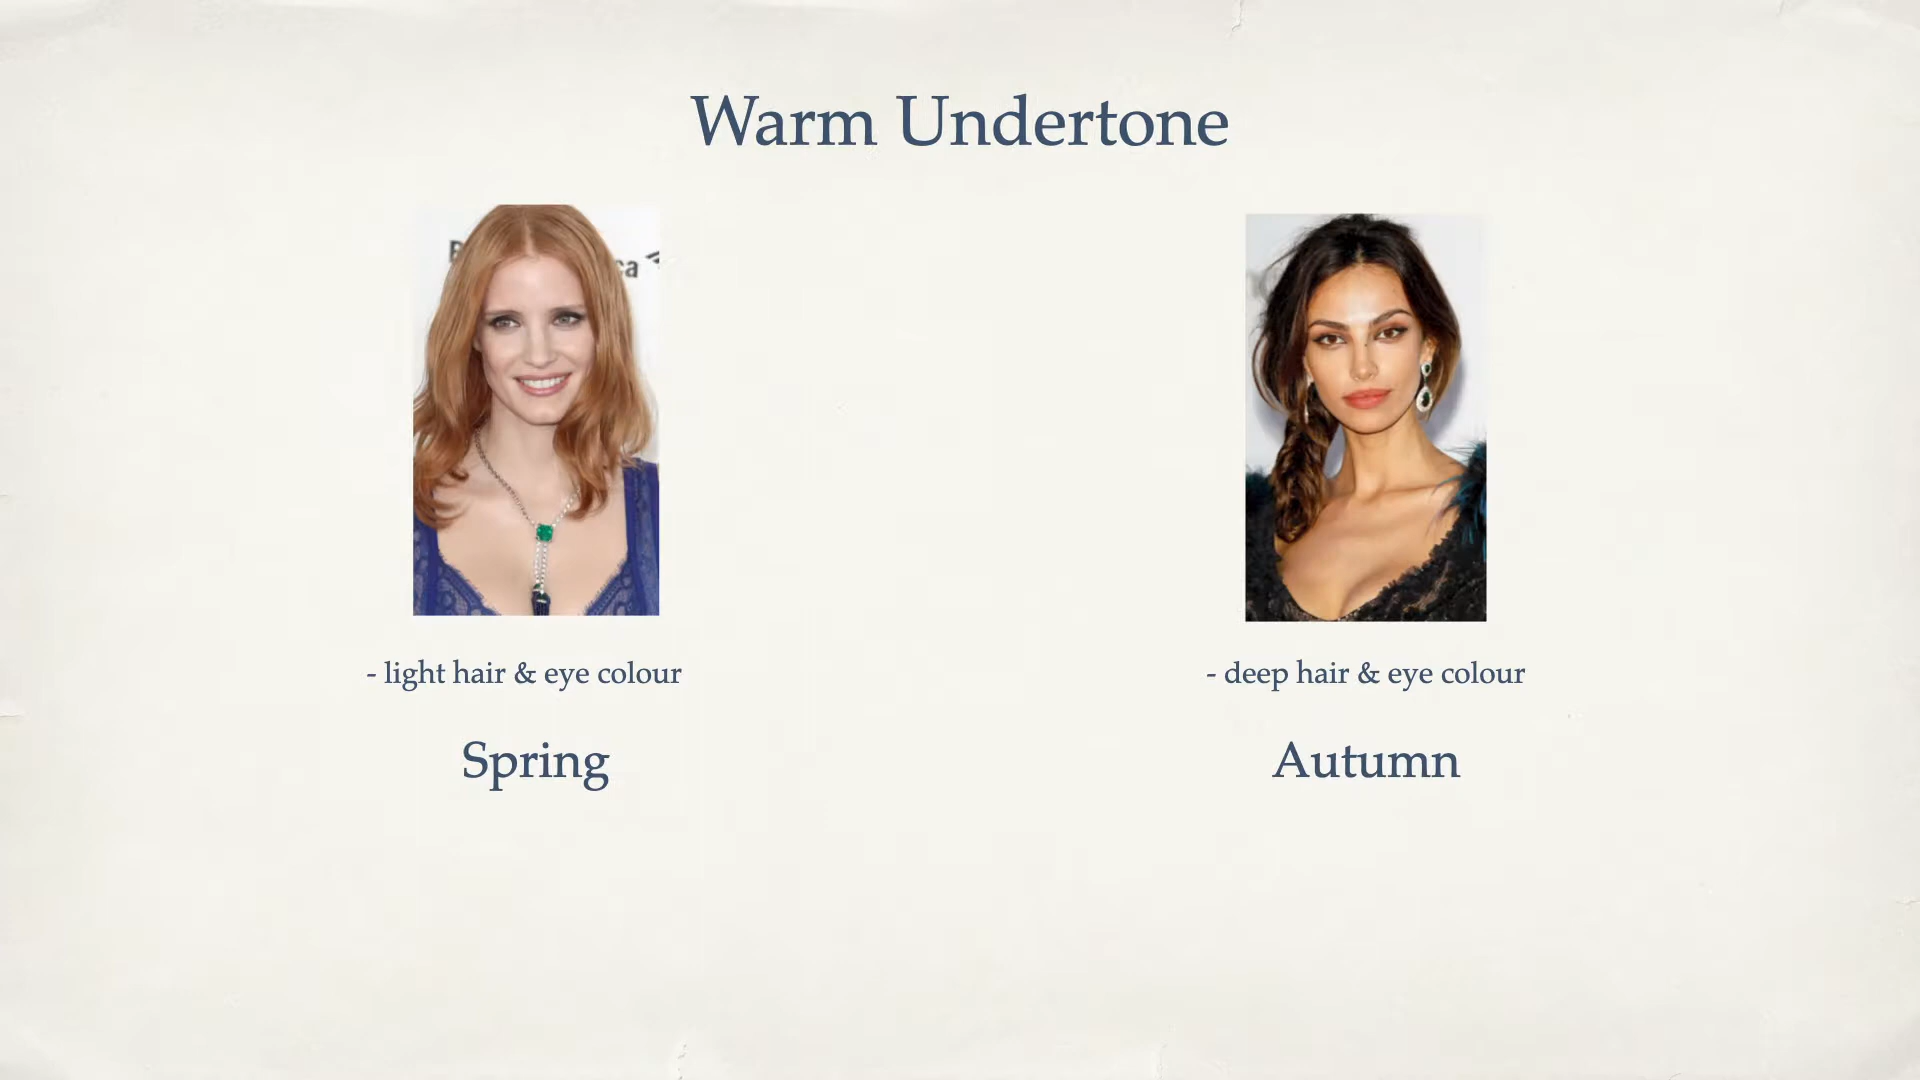 Warm Undertone
- light hair & eye colour
- deep hair & eye colour
Spring
Autumn